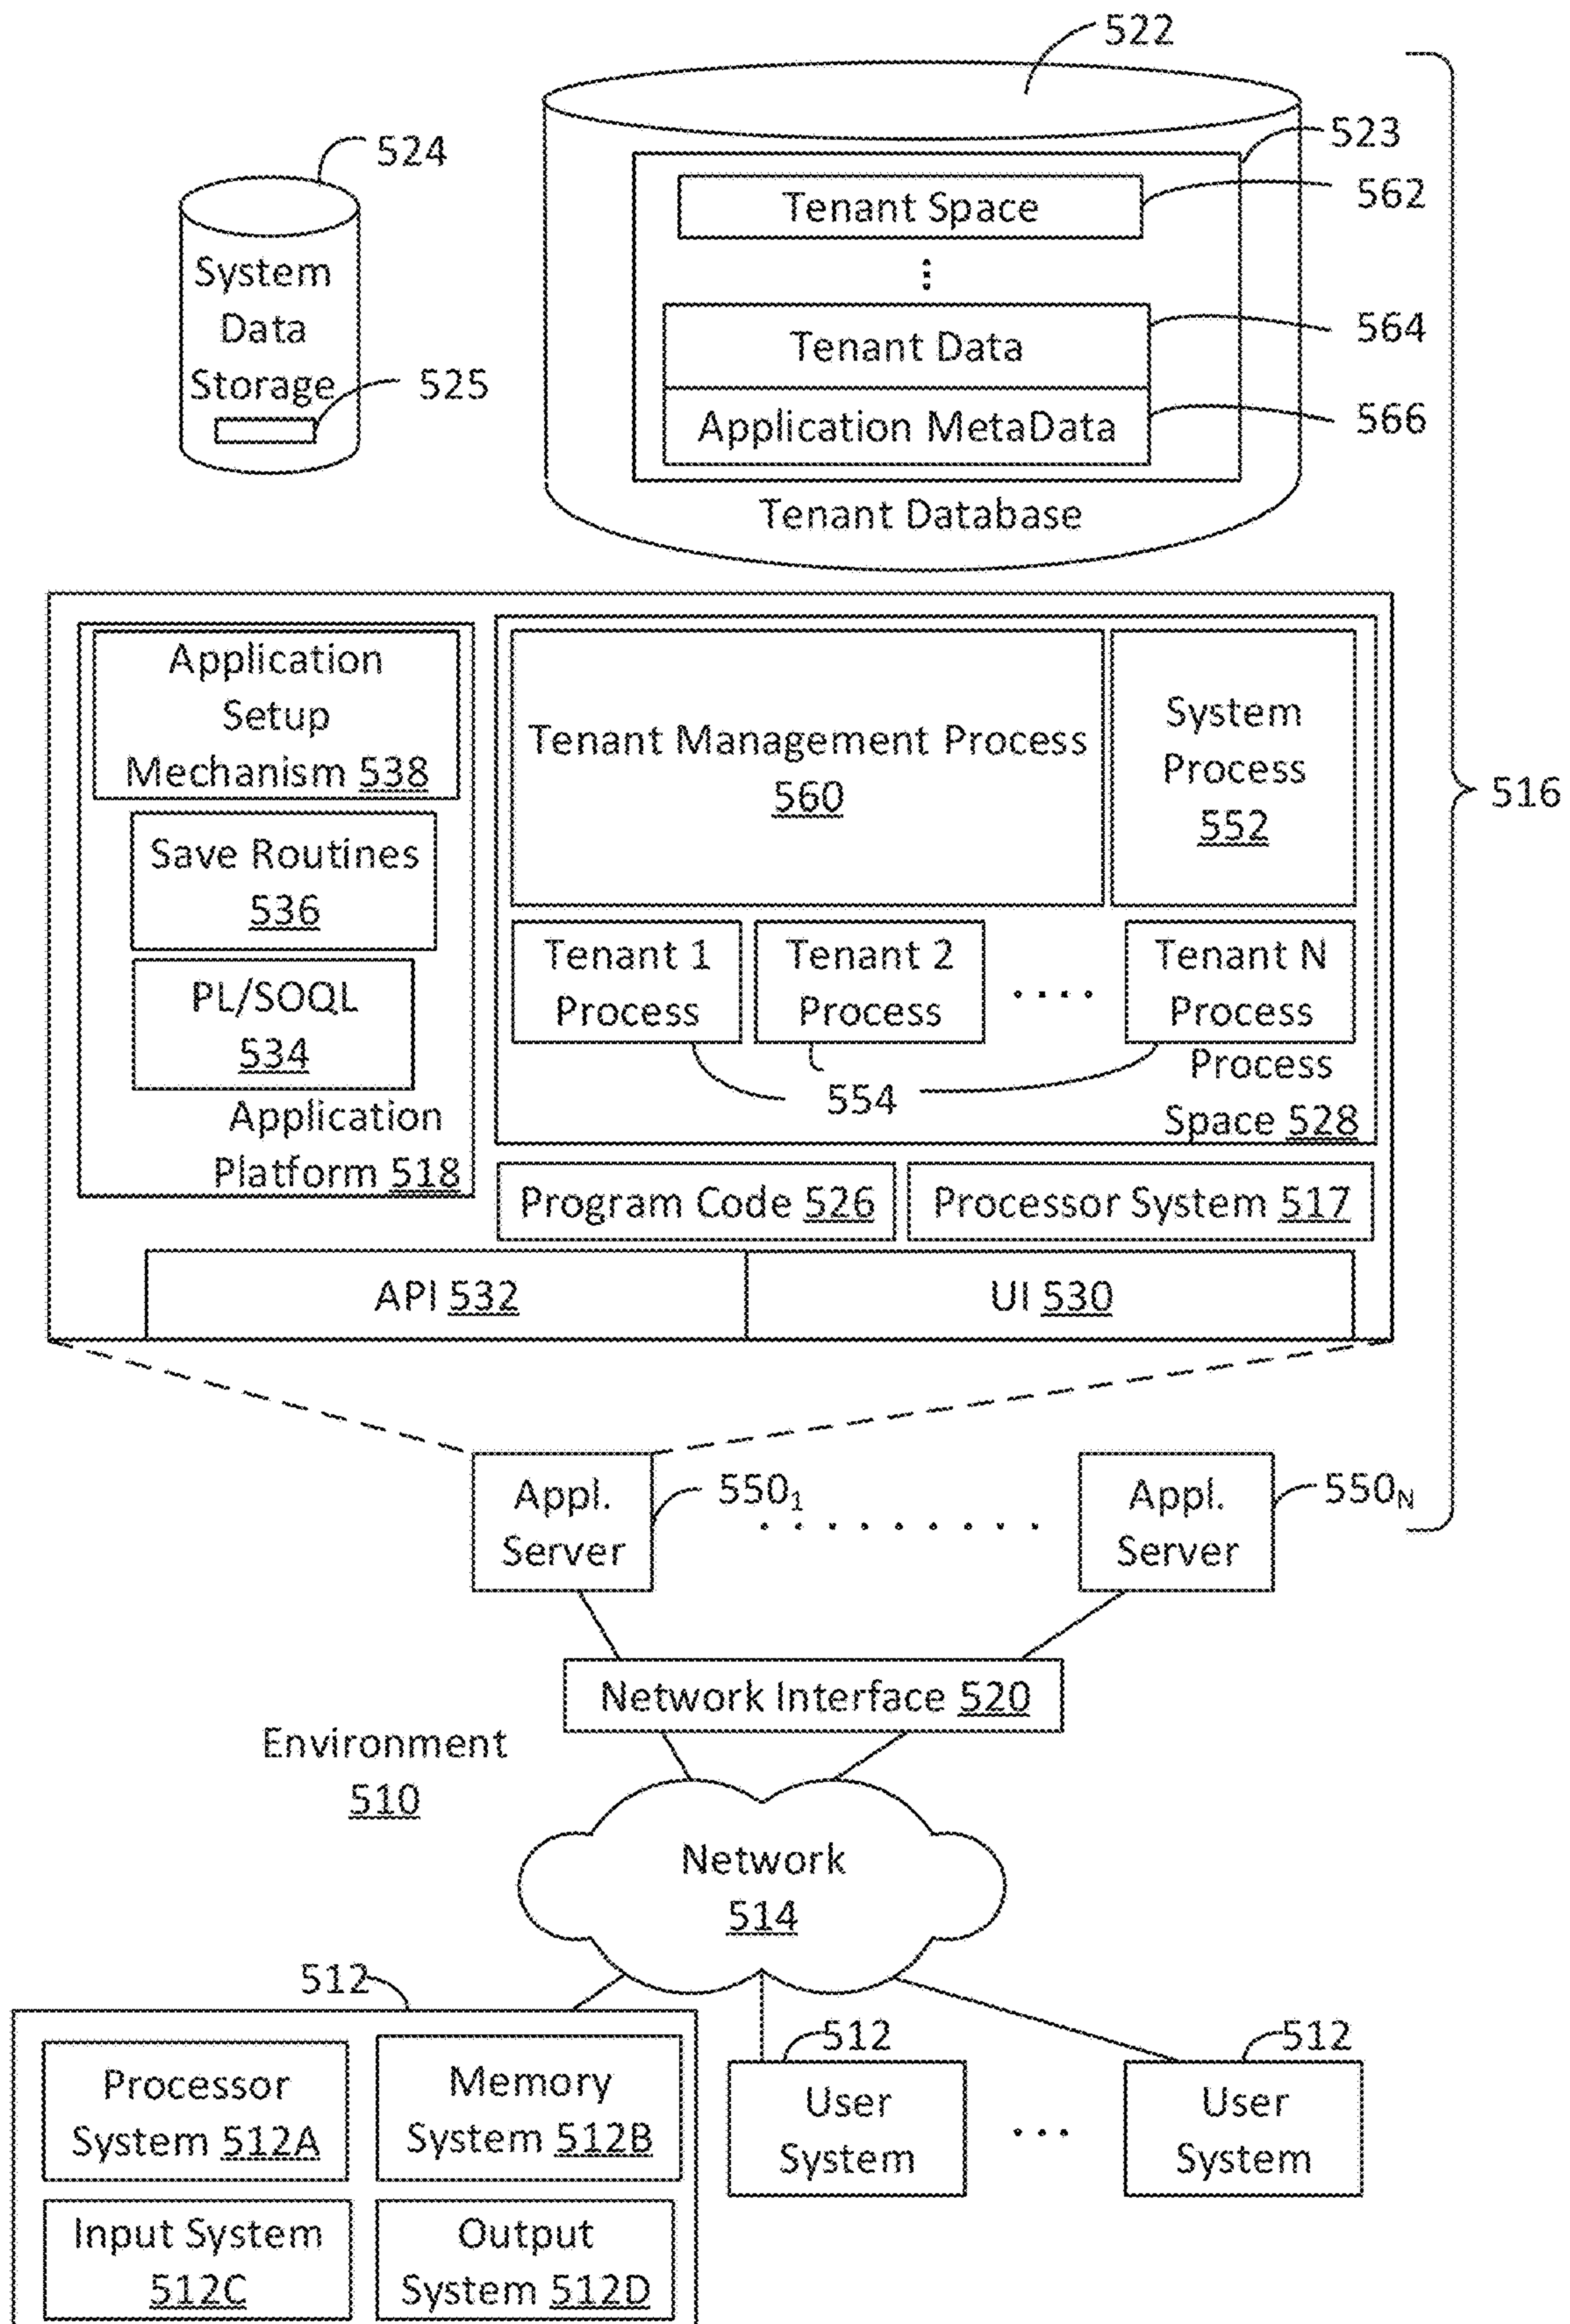 522
524
523
Tenant Space
562
System
Data
Storage
525
Tenant Data
564
Application MetaData
566
Tenant Database
516
Application
Setup
Mechanism 538
Save Routines
536
PL/SOQL
534
Application
Platform 518
Tenant Management Process
560
System
Process
552
Tenant 1
Process
Tenant 2
Process
Tenant N
Process
554
Process
Space 528
Program Code 526
Processor System 517
API 532
UI 530
Appl.
Server
550₁
Appl.
Server
550ₙ
Network Interface 520
Environment
510
Network
514
512
Processor
System 512A
Memory
System 512B
Input System
512C
Output
System 512D
512
User
System
512
User
System